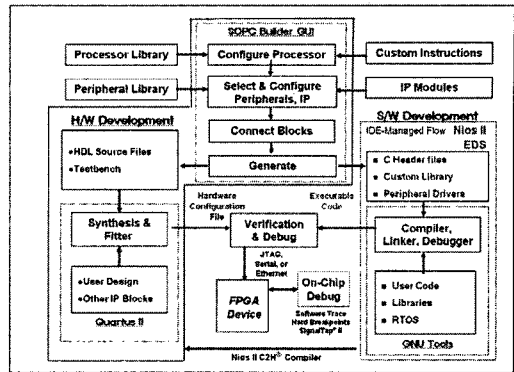 SOPC Builder GUI
Processor Library
Configure Processor
Custom Instructions
Peripheral Library
Select & Configure
Peripherals, IP
IP Modules
H/W Development
S/W Development
Connect Blocks
IDE-Managed Flow Nios II
EDS
HDL Source Files
Testbench
Generate
C Header files
Custom Library
Peripheral Drivers
Hardware
Configuration
File
Executable
Code
Synthesis &
Fitter
Verification
& Debug
Compiler,
Linker, Debugger
JTAG,
Serial, or
Ethernet
User Design
Other IP Blocks
Quartus II
FPGA
Device
On-Chip
Debug
Software Trace
Hard Breakpoints
SignalTap® II
User Code
Libraries
RTOS
GNU Tools
Nios II C2H® Compiler